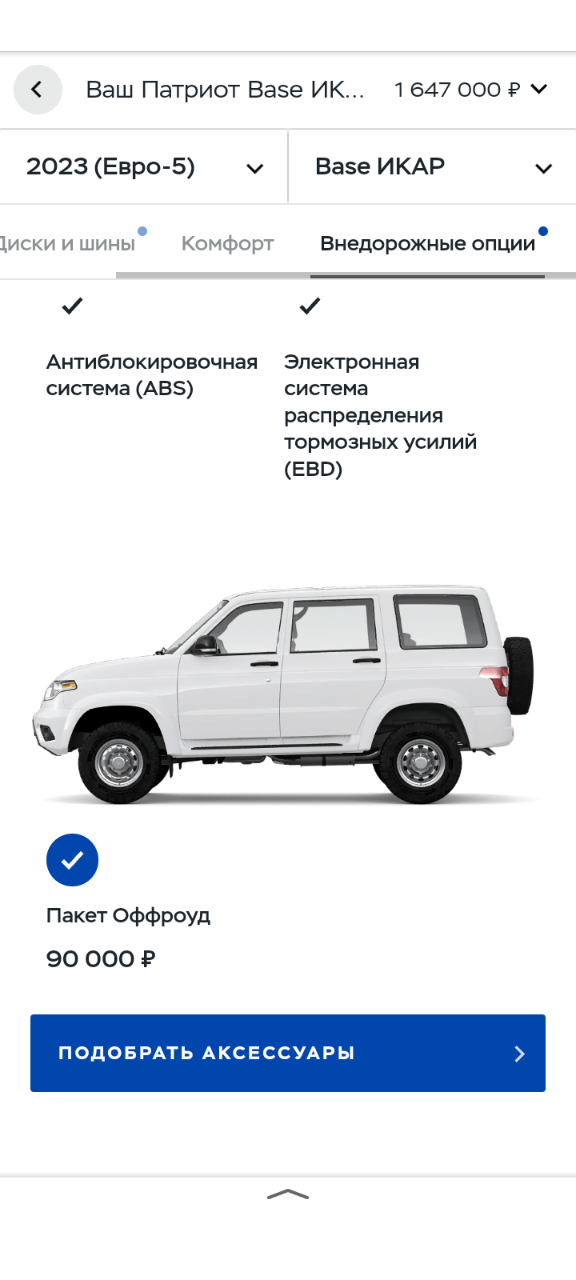 Ваш Патриот Base ИК... 1 647 000 ₽
2023 (Евро-5) Base ИКАР
Диски и шины Комфорт Внедорожные опции
Антиблокировочная
система (ABS)
Электронная
система
распределения
тормозных усилий
(EBD)
Пакет Оффроуд
90 000 ₽
ПОДОБРАТЬ АКСЕССУАРЫ